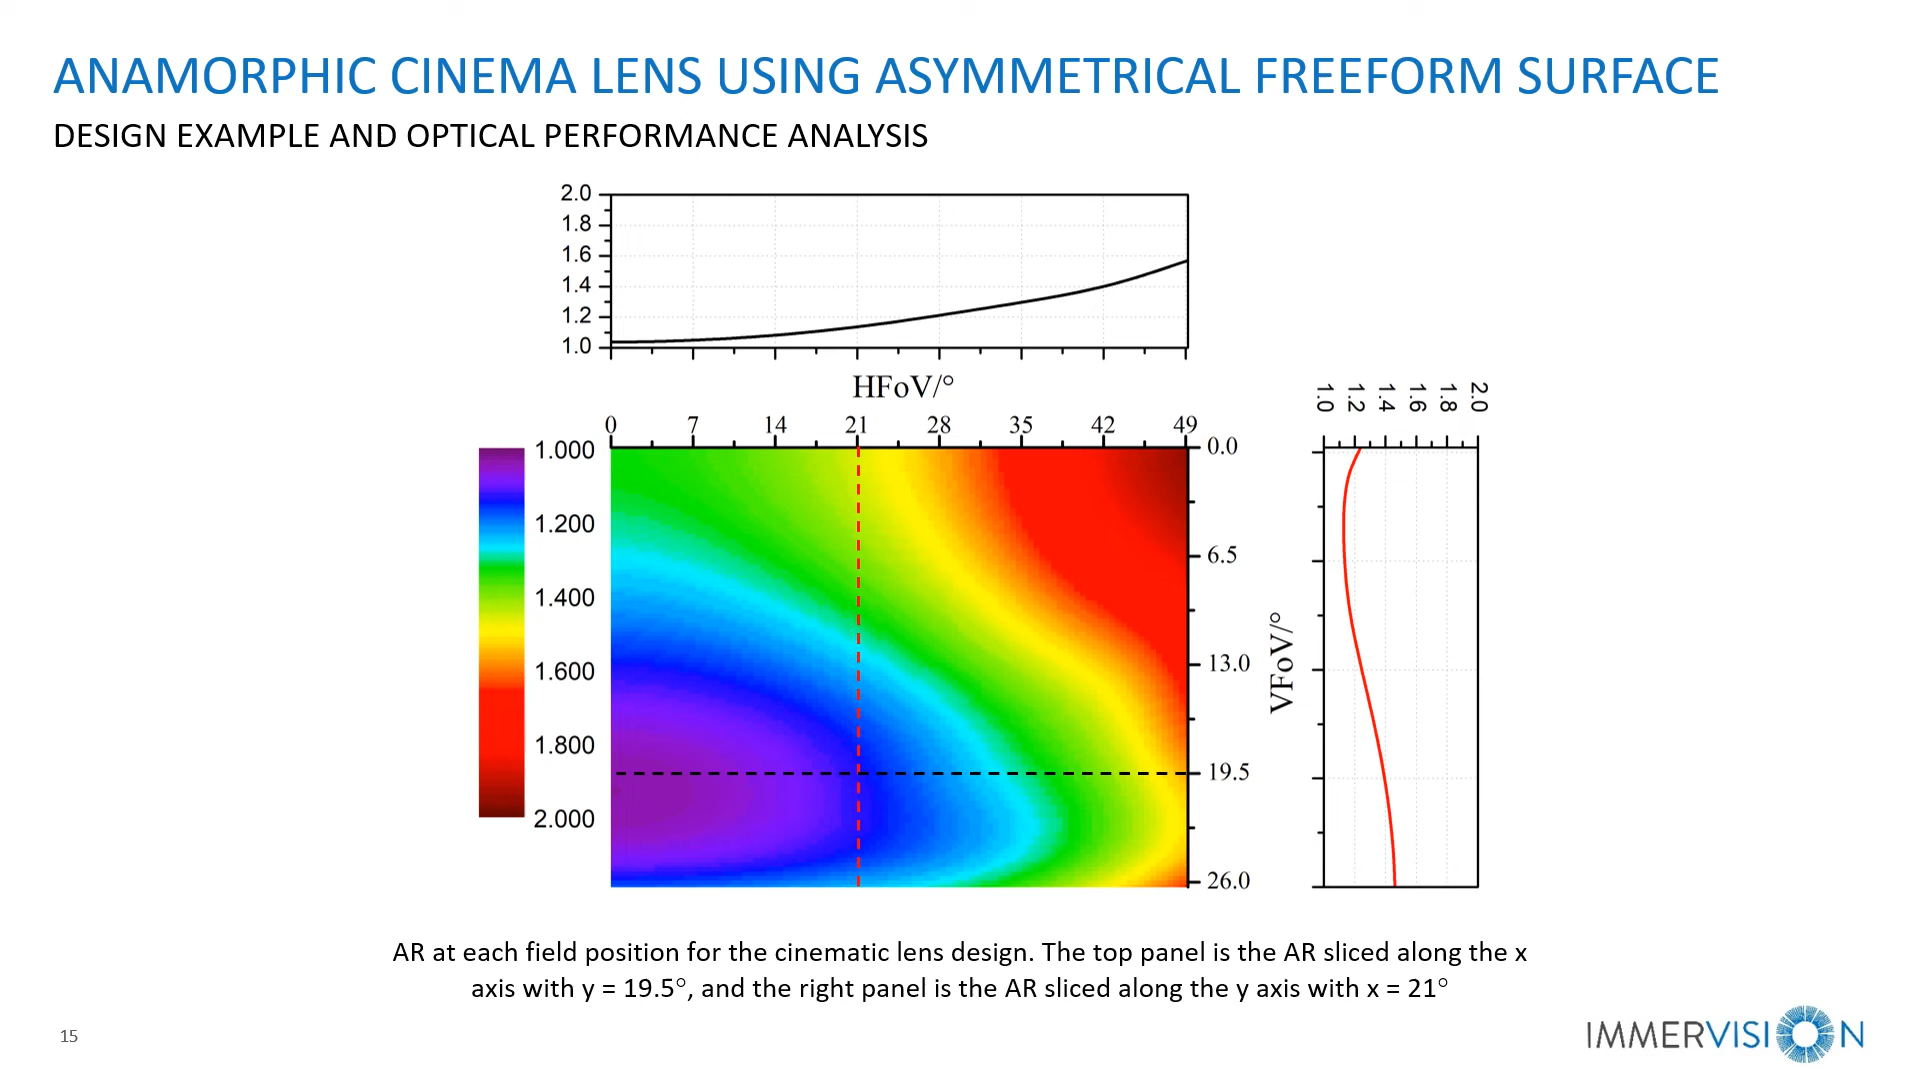 ANAMORPHIC CINEMA LENS USING ASYMMETRICAL FREEFORM SURFACE
DESIGN EXAMPLE AND OPTICAL PERFORMANCE ANALYSIS
2.0
1.8
1.6
1.4
1.2
1.0
HFoV/°
0 7 14 21 28 35 42 49
1.000
1.200
1.400
1.600
1.800
2.000
0.0
6.5
13.0
19.5
26.0
VFoV/°
1.0 1.2 1.4 1.6 1.8 2.0
AR at each field position for the cinematic lens design. The top panel is the AR sliced along the x
axis with y = 19.5°, and the right panel is the AR sliced along the y axis with x = 21°
15
IMMERVISION